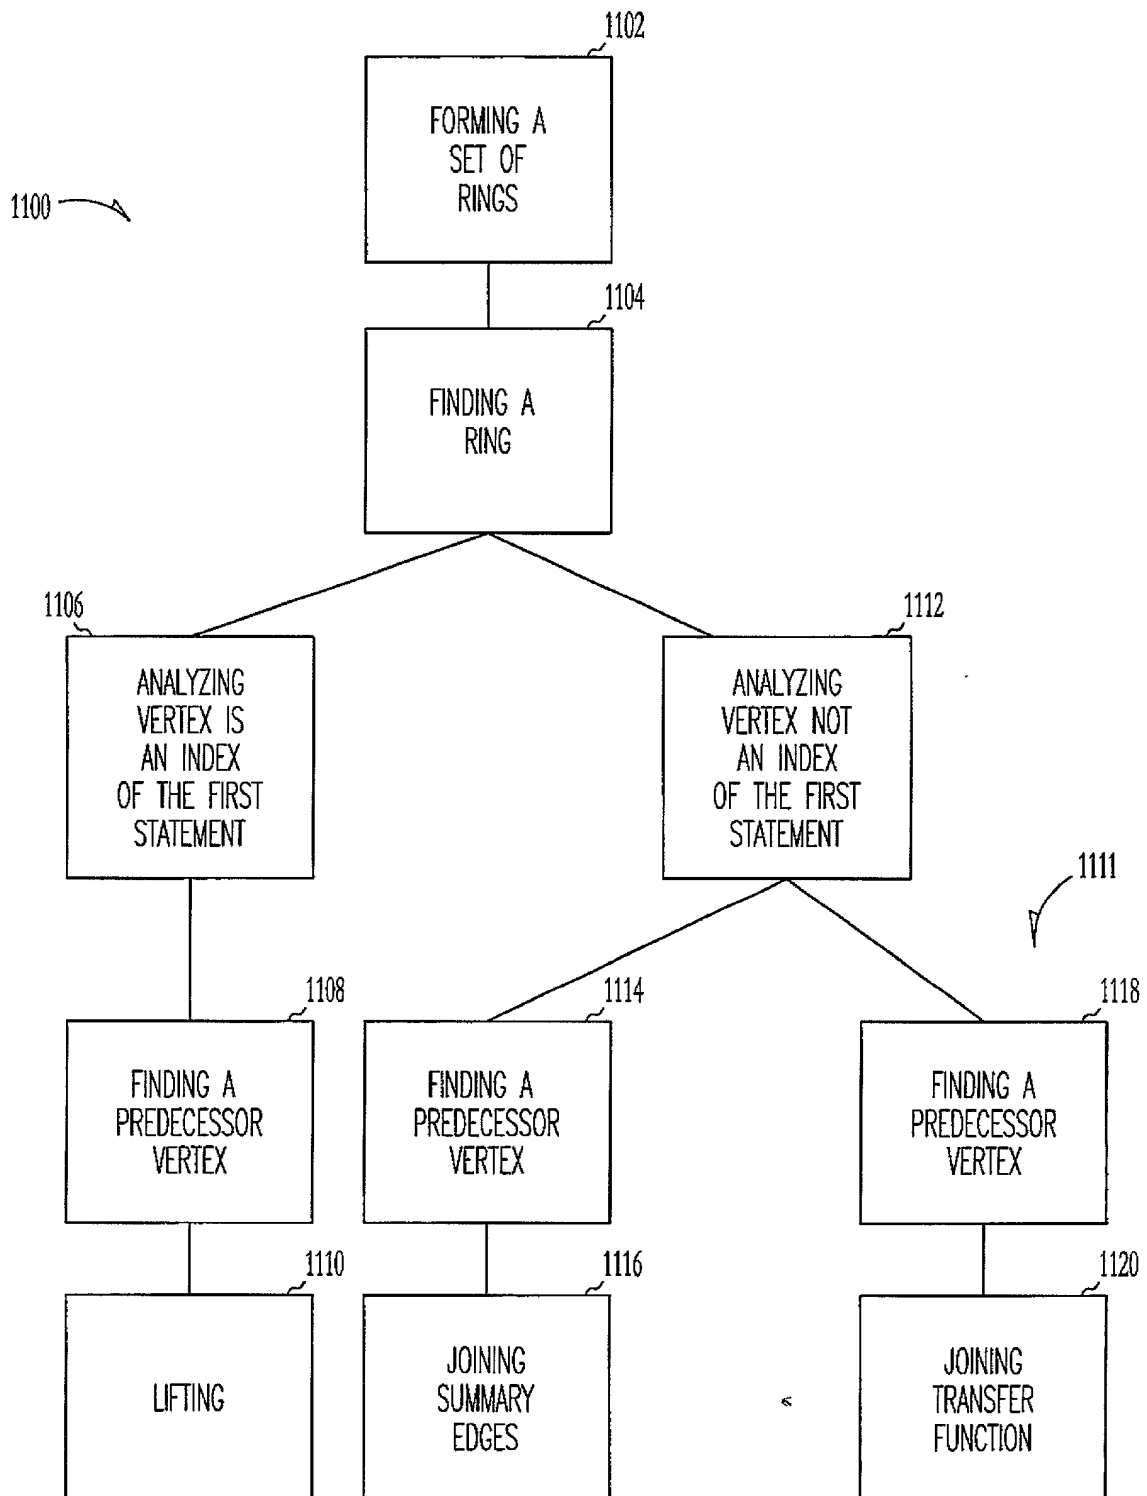 1102
FORMING A
SET OF
RINGS
1100
1104
FINDING A
RING
1106
ANALYZING
VERTEX IS
AN INDEX
OF THE FIRST
STATEMENT
1112
ANALYZING
VERTEX NOT
AN INDEX
OF THE FIRST
STATEMENT
1111
1108
FINDING A
PREDECESSOR
VERTEX
1114
FINDING A
PREDECESSOR
VERTEX
1118
FINDING A
PREDECESSOR
VERTEX
1110
LIFTING
1116
JOINING
SUMMARY
EDGES
1120
JOINING
TRANSFER
FUNCTION